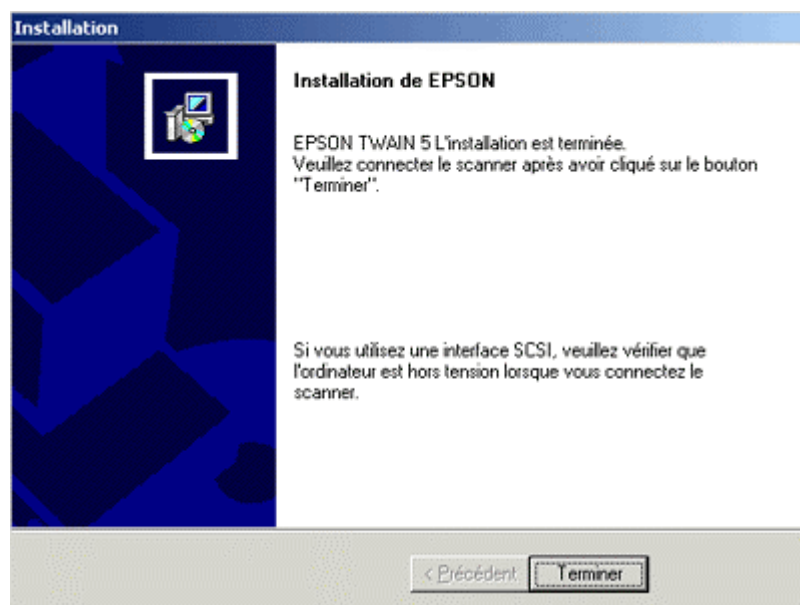 Installation
Installation de EPSON
EPSON TWAIN 5 L'installation est terminée.
Veuillez connecter le scanner après avoir cliqué sur le bouton
"Terminer".
Si vous utilisez une interface SCSI, veuillez vérifier que
l'ordinateur est hors tension lorsque vous connectez le
scanner.
< Précédent
Terminer